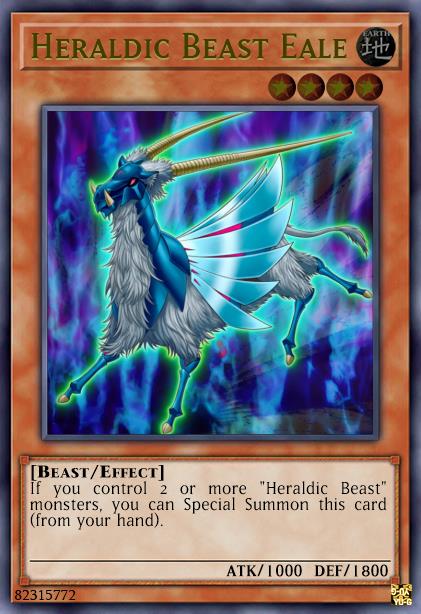 Heraldic Beast Eale
EARTH
地
[Beast/Effect]
If you control 2 or more "Heraldic Beast"
monsters, you can Special Summon this card
(from your hand).
ATK/1000 DEF/1800
82315772